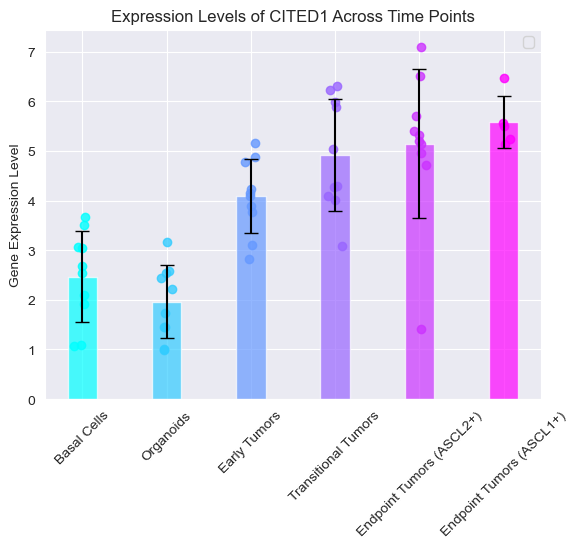 Expression Levels of CITED1 Across Time Points
Gene Expression Level
7
6
5
4
3
2
1
0
Basal Cells
Organoids
Early Tumors
Transitional Tumors
Endpoint Tumors (ASCL2+)
Endpoint Tumors (ASCL1+)